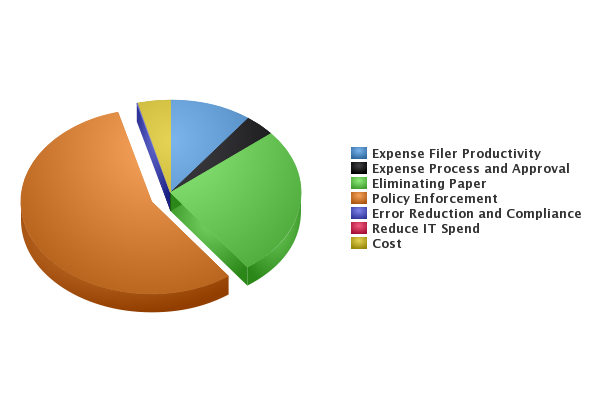 Expense Filer Productivity
Expense Process and Approval
Eliminating Paper
Policy Enforcement
Error Reduction and Compliance
Reduce IT Spend
Cost